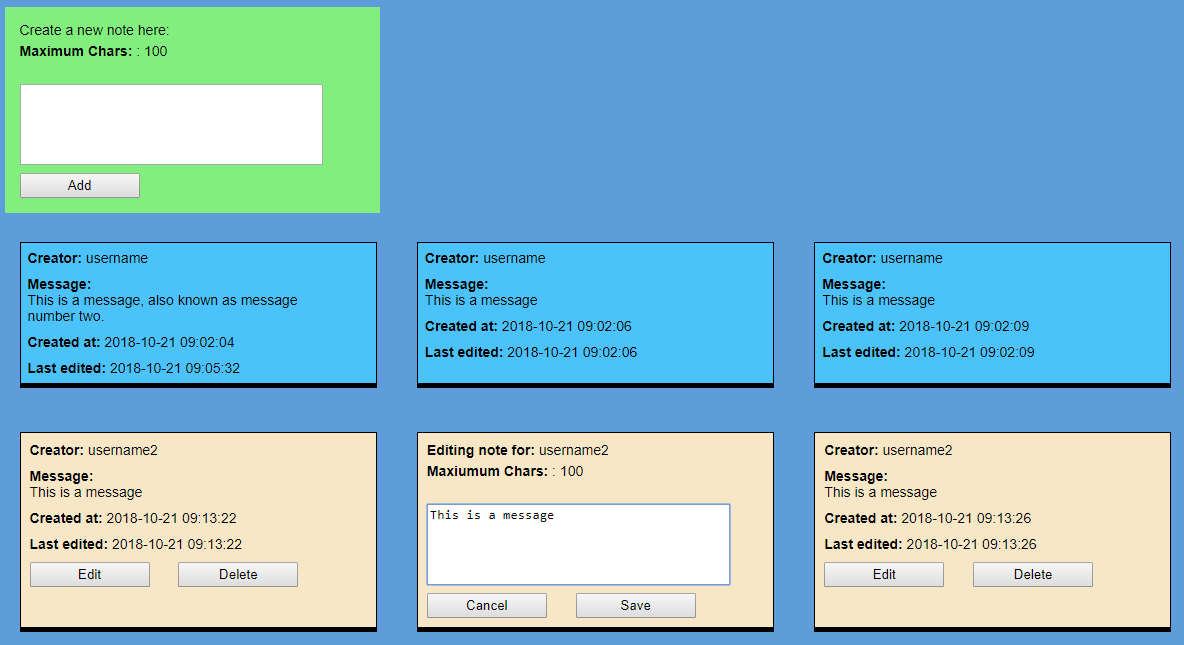 Create a new note here:
Maximum Chars: : 100
Add
Creator: username
Message:
This is a message, also known as message
number two.
Created at: 2018-10-21 09:02:04
Last edited: 2018-10-21 09:05:32
Creator: username
Message:
This is a message
Created at: 2018-10-21 09:02:06
Last edited: 2018-10-21 09:02:06
Creator: username
Message:
This is a message
Created at: 2018-10-21 09:02:09
Last edited: 2018-10-21 09:02:09
Creator: username2
Message:
This is a message
Created at: 2018-10-21 09:13:22
Last edited: 2018-10-21 09:13:22
Edit Delete
Editing note for: username2
Maxiumum Chars: : 100
This is a message
Cancel Save
Creator: username2
Message:
This is a message
Created at: 2018-10-21 09:13:26
Last edited: 2018-10-21 09:13:26
Edit Delete